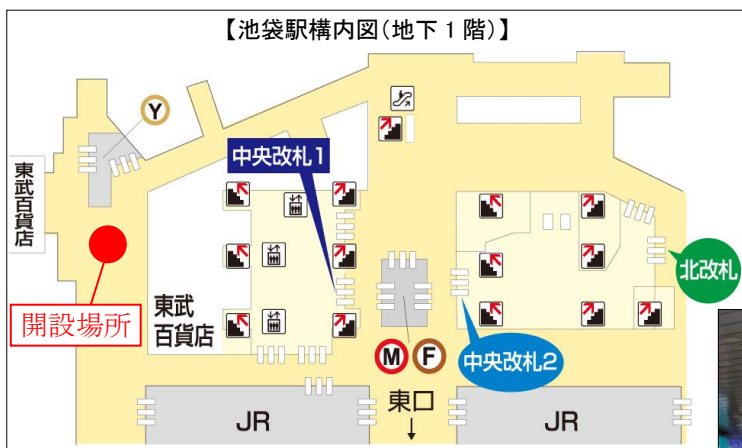 【池袋駅構内図(地下1階)】
Y
中央改札1
東武百貨店
開設場所
東武
百貨店
北改札
M F
中央改札2
JR
東口
JR